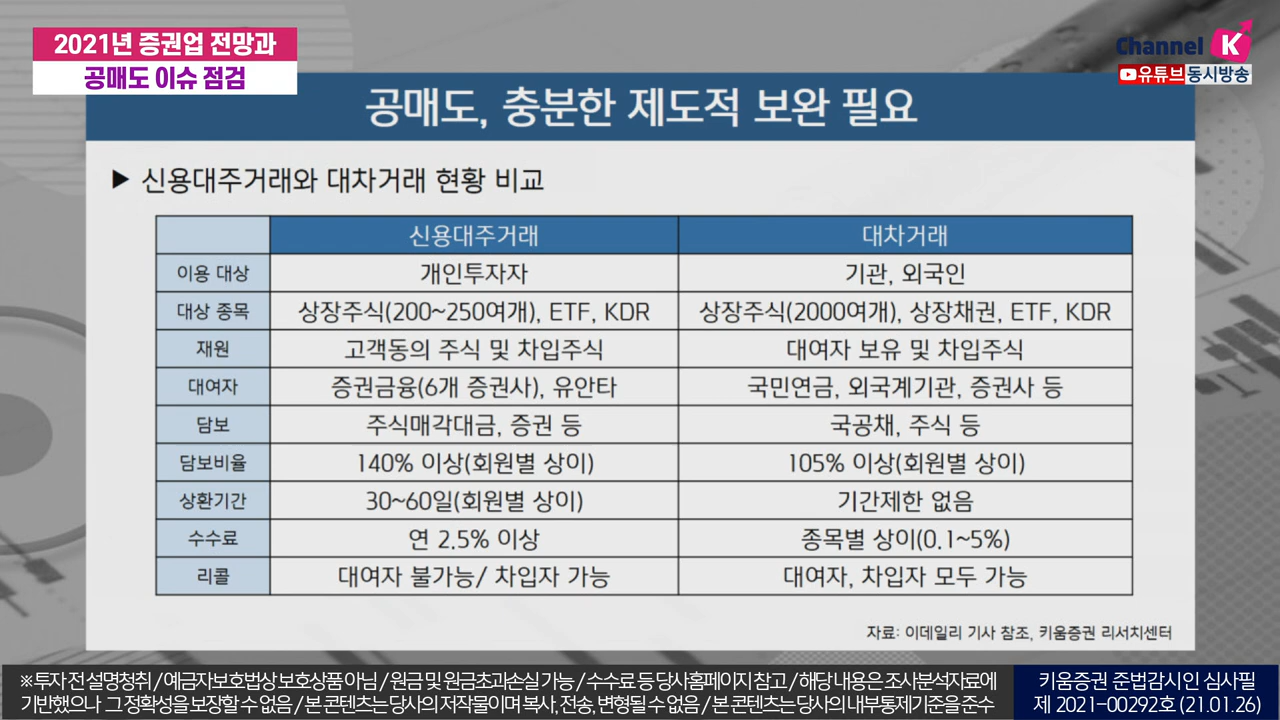 2021년 증권업 전망과
공매도 이슈 점검
Channel K
유튜브동시방송
공매도, 충분한 제도적 보완 필요
▶ 신용대주거래와 대차거래 현황 비교
신용대주거래 대차거래
이용 대상 개인투자자 기관, 외국인
대상 종목 상장주식(200~250여개), ETF, KDR 상장주식(2000여개), 상장채권, ETF, KDR
재원 고객동의 주식 및 차입주식 대여자 보유 및 차입주식
대여자 증권금융(6개 증권사), 유안타 국민연금, 외국계기관, 증권사 등
담보 주식매각대금, 증권 등 국공채, 주식 등
담보비율 140% 이상(회원별 상이) 105% 이상(회원별 상이)
상환기간 30~60일(회원별 상이) 기간제한 없음
수수료 연 2.5% 이상 종목별 상이(0.1~5%)
리콜 대여자 불가능/ 차입자 가능 대여자, 차입자 모두 가능
자료: 이데일리 기사 참조, 키움증권 리서치센터
※ 투자 전 설명청취 / 예금자보호법상 보호상품 아님 / 원금 및 원금초과손실 가능 / 수수료 등 당사홈페이지 참고 / 해당 내용은 조사분석자료에
기반했으나 그 정확성을 보장할 수 없음 / 본 콘텐츠는 당사의 저작물이며 복사, 전송, 변형될 수 없음 / 본 콘텐츠는 당사의 내부통제기준을 준수
키움증권 준법감시인 심사필
제 2021-00292호 (21.01.26)